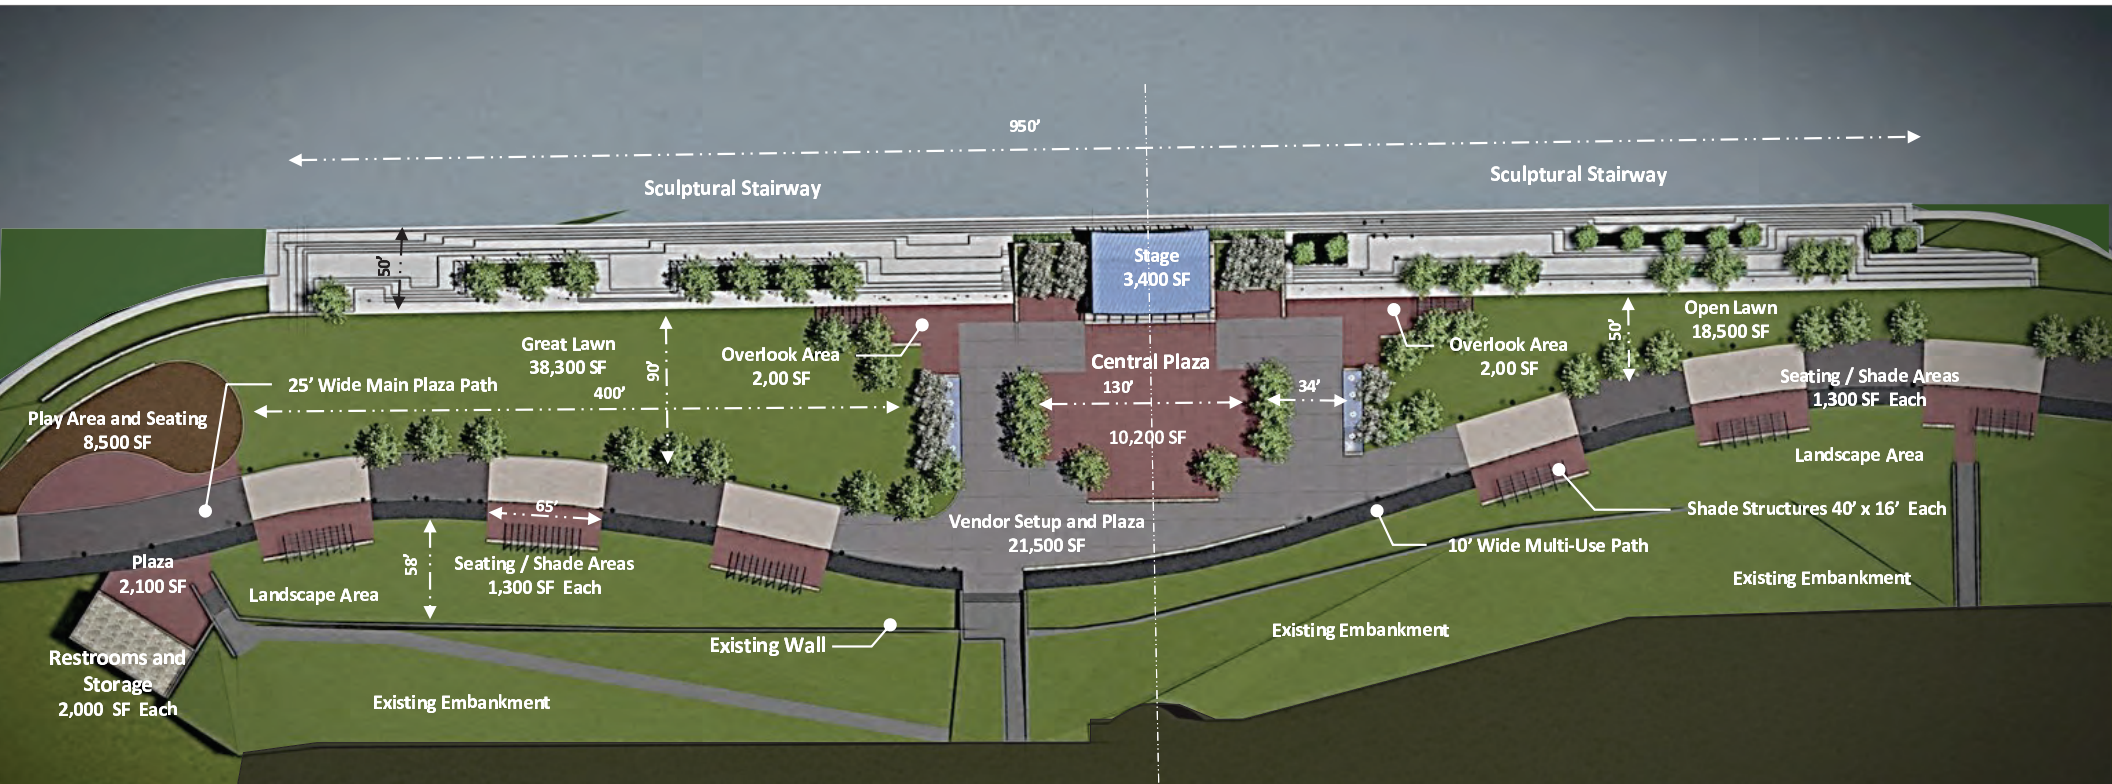 950’
Sculptural Stairway
Sculptural Stairway
50’
Stage
3,400 SF
Great Lawn
38,300 SF
400’
90’
Overlook Area
2,00 SF
Central Plaza
130’
10,200 SF
34’
Overlook Area
2,00 SF
50’
Open Lawn
18,500 SF
25’ Wide Main Plaza Path
Play Area and Seating
8,500 SF
Seating / Shade Areas
1,300 SF Each
Landscape Area
65’
Vendor Setup and Plaza
21,500 SF
Shade Structures 40’ x 16’ Each
10’ Wide Multi-Use Path
Plaza
2,100 SF
58’
Seating / Shade Areas
1,300 SF Each
Landscape Area
Existing Embankment
Existing Embankment
Existing Wall
Restrooms and
Storage
2,000 SF Each
Existing Embankment